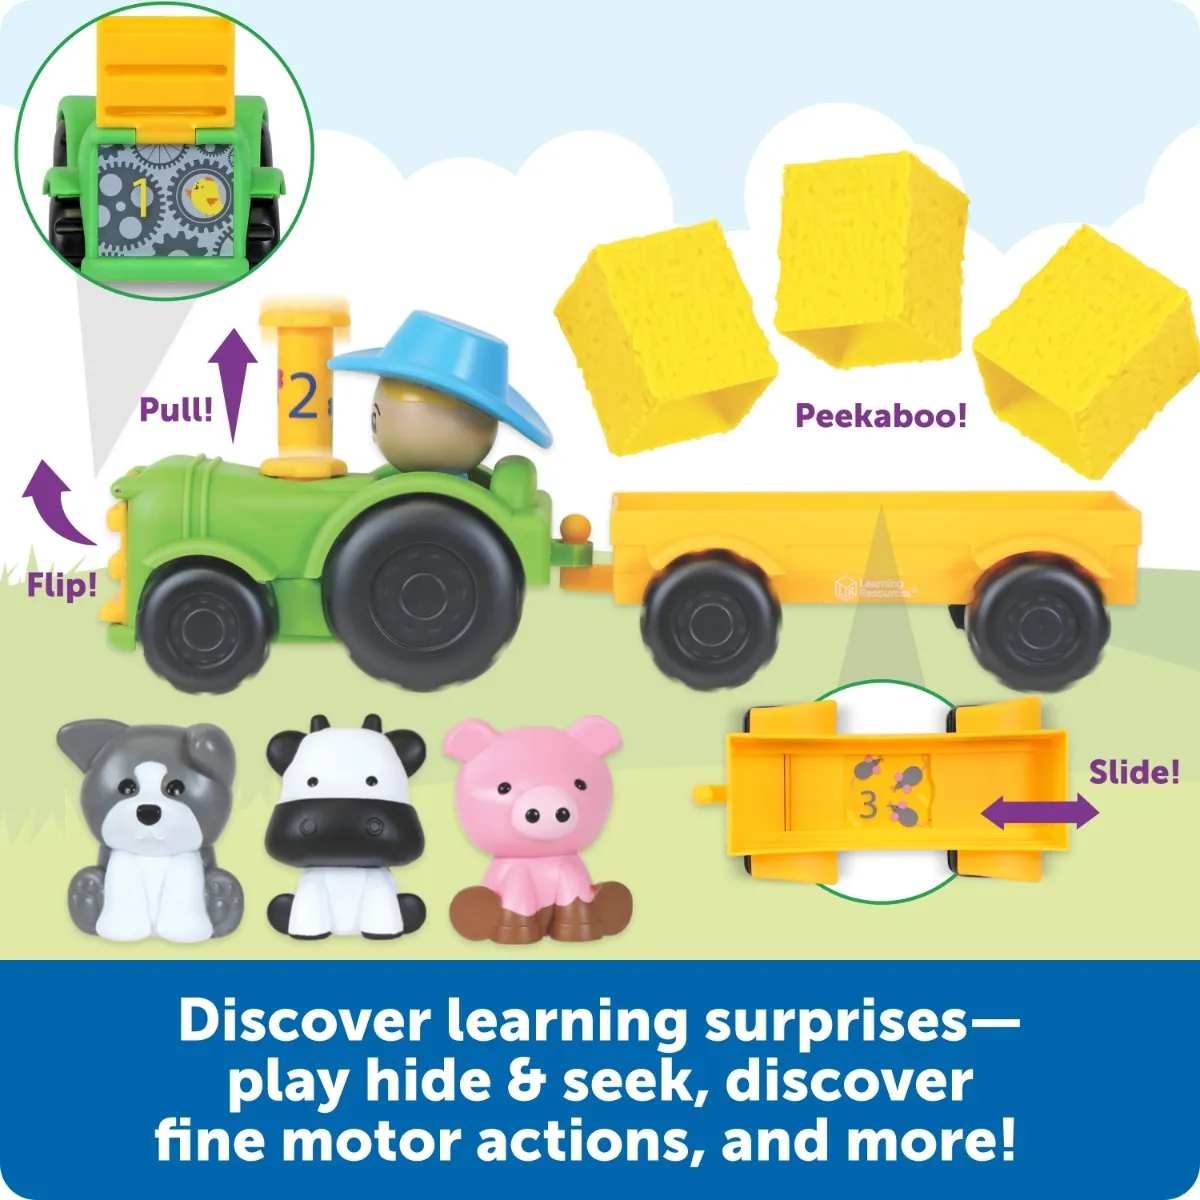 1
Pull!
2
Peekaboo!
Flip!
Learning
Resources®
Slide!
3
Discover learning surprises—
play hide & seek, discover
fine motor actions, and more!